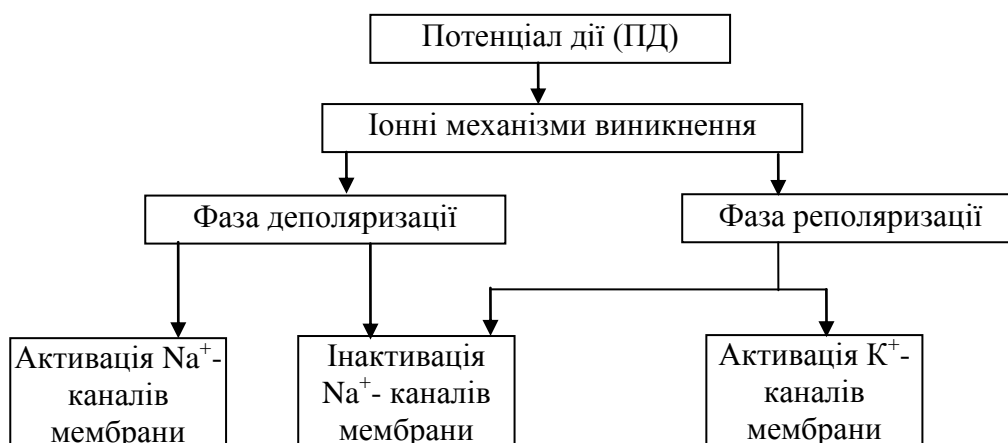 Потенціал дії (ПД)
Іонні механізми виникнення
Фаза деполяризації
Фаза реполяризації
Активація Na⁺-
каналів
мембрани
Інактивація
Na⁺- каналів
мембрани
Активація К⁺-
каналів
мембрани